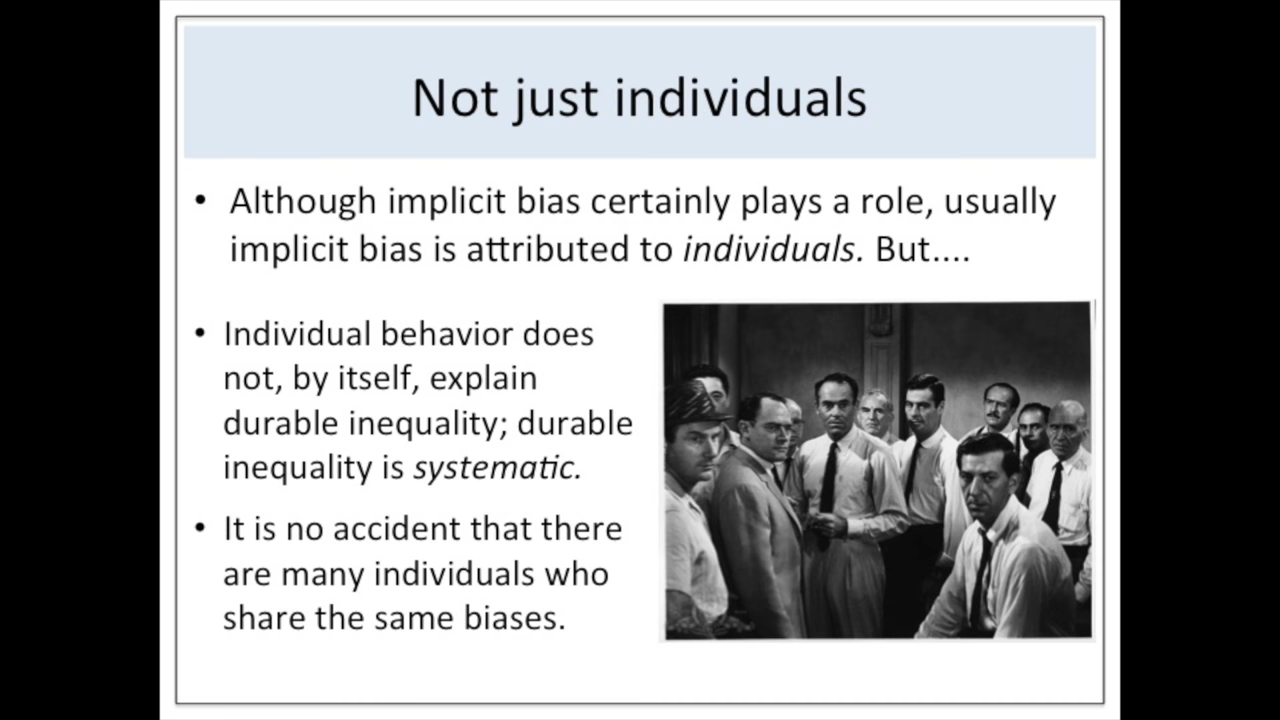 Not just individuals
• Although implicit bias certainly plays a role, usually
implicit bias is attributed to individuals. But....
• Individual behavior does
not, by itself, explain
durable inequality; durable
inequality is systematic.
• It is no accident that there
are many individuals who
share the same biases.